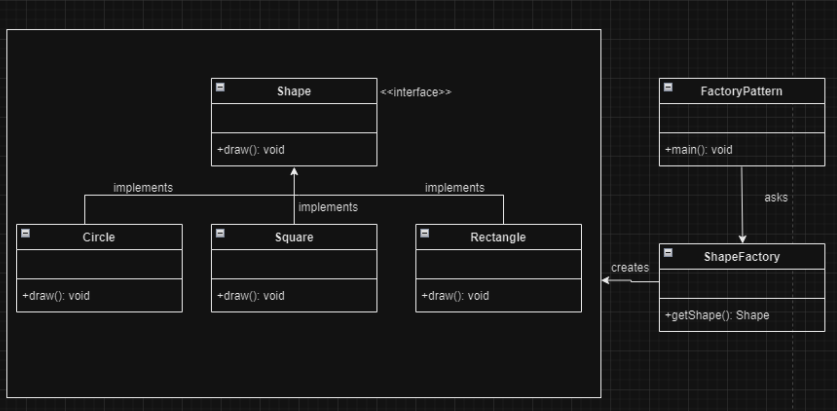 Shape
<<interface>>
+draw(): void
implements
implements
implements
Circle
+draw(): void
Square
+draw(): void
Rectangle
+draw(): void
FactoryPattern
+main(): void
asks
ShapeFactory
creates
+getShape(): Shape